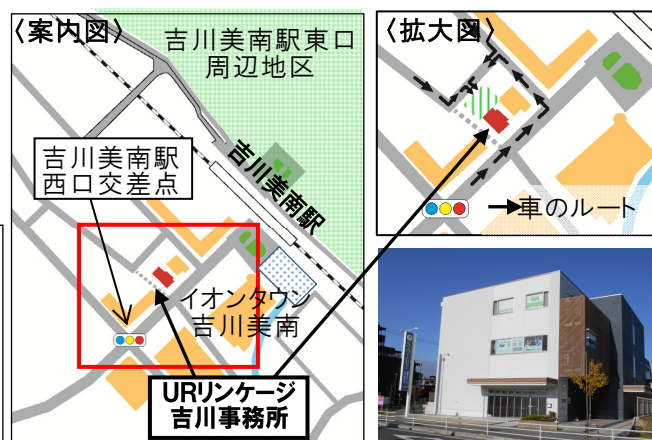 〈案内図〉
吉川美南駅東口
周辺地区
吉川美南駅
西口交差点
吉川美南駅
イオンタウン
吉川美南
URリンケージ
吉川事務所
〈拡大図〉
車のルート